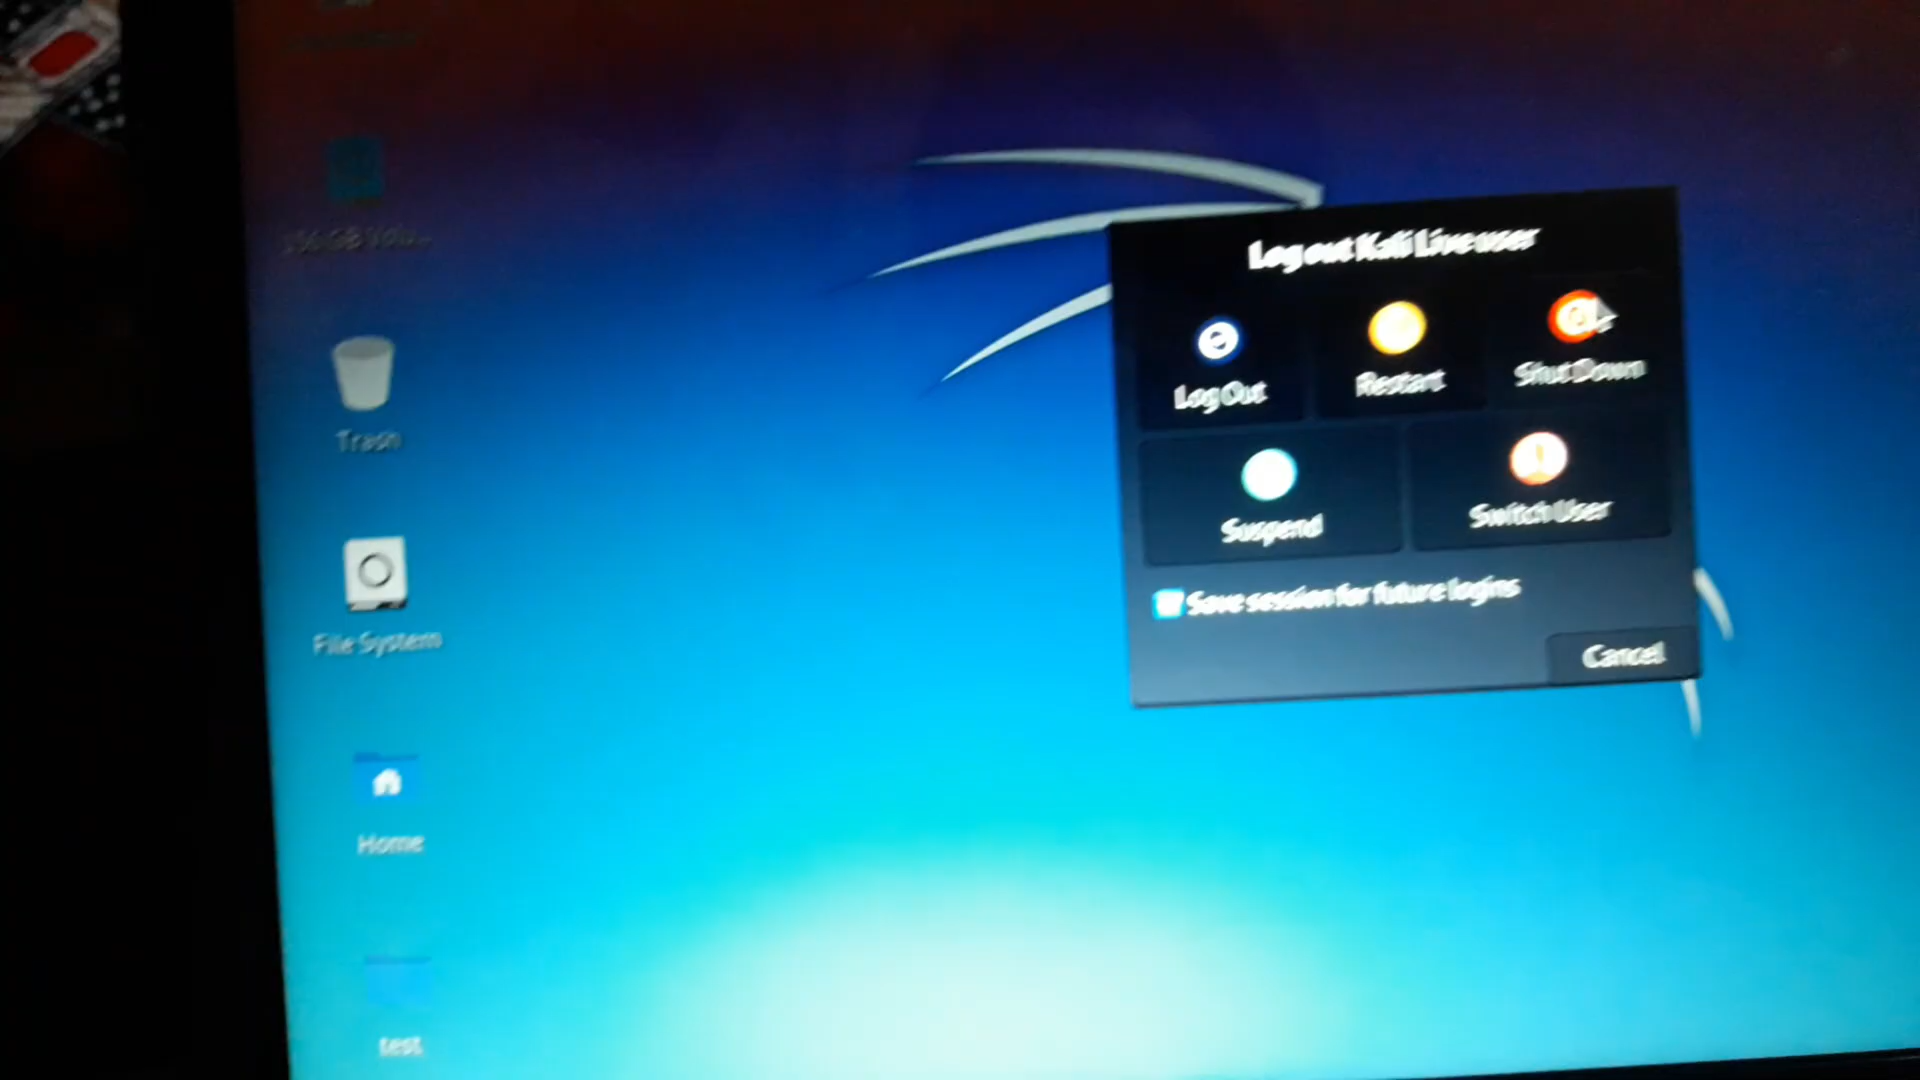 Log out Kali Live user
Log Out
Restart
Shut Down
Suspend
Switch User
Save session for future logins
Cancel
Trash
File System
Home
test